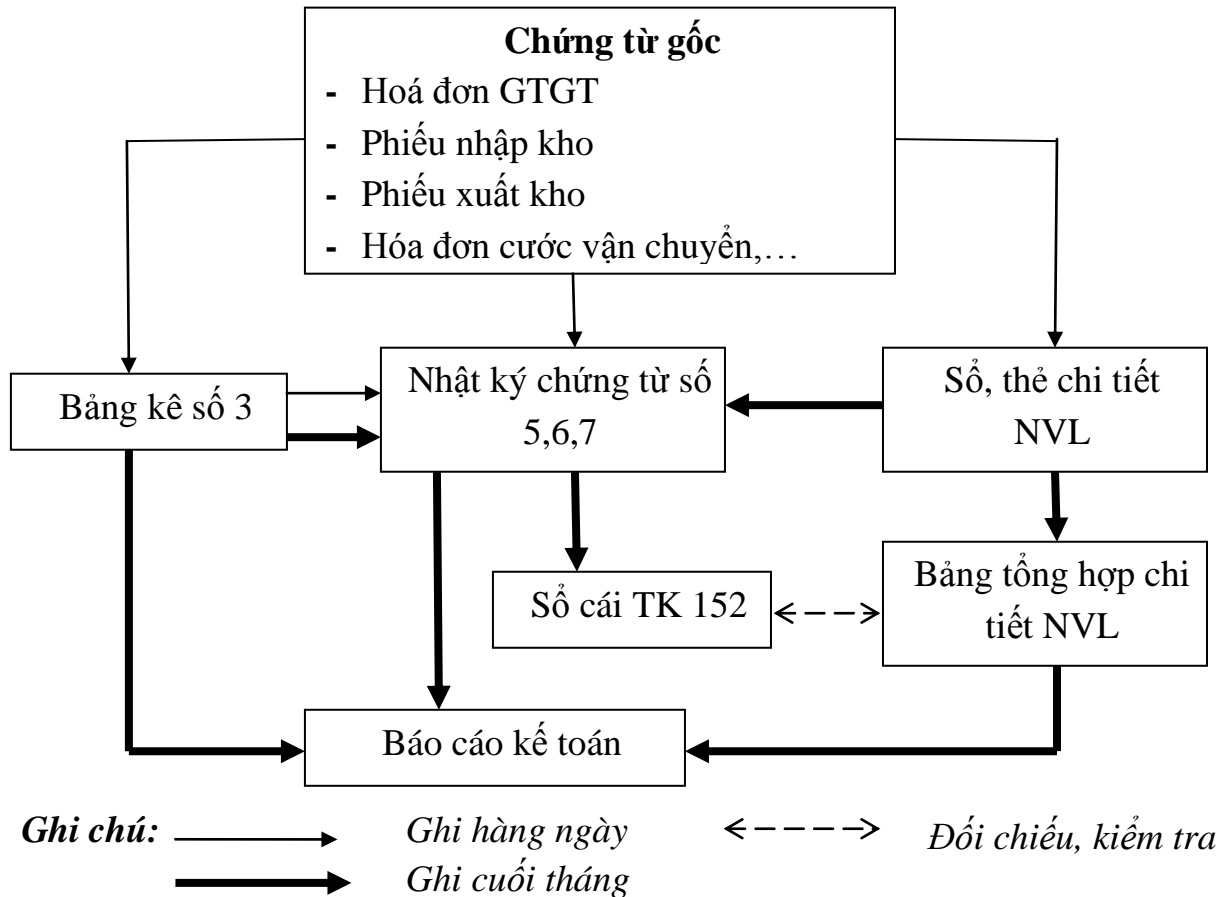 Chứng từ gốc
- Hoá đơn GTGT
- Phiếu nhập kho
- Phiếu xuất kho
- Hóa đơn cước vận chuyển,…
Bảng kê số 3
Nhật ký chứng từ số
5,6,7
Sổ, thẻ chi tiết
NVL
Sổ cái TK 152
Bảng tổng hợp chi
tiết NVL
Báo cáo kế toán
Ghi chú:
Ghi hàng ngày
Đối chiếu, kiểm tra
Ghi cuối tháng